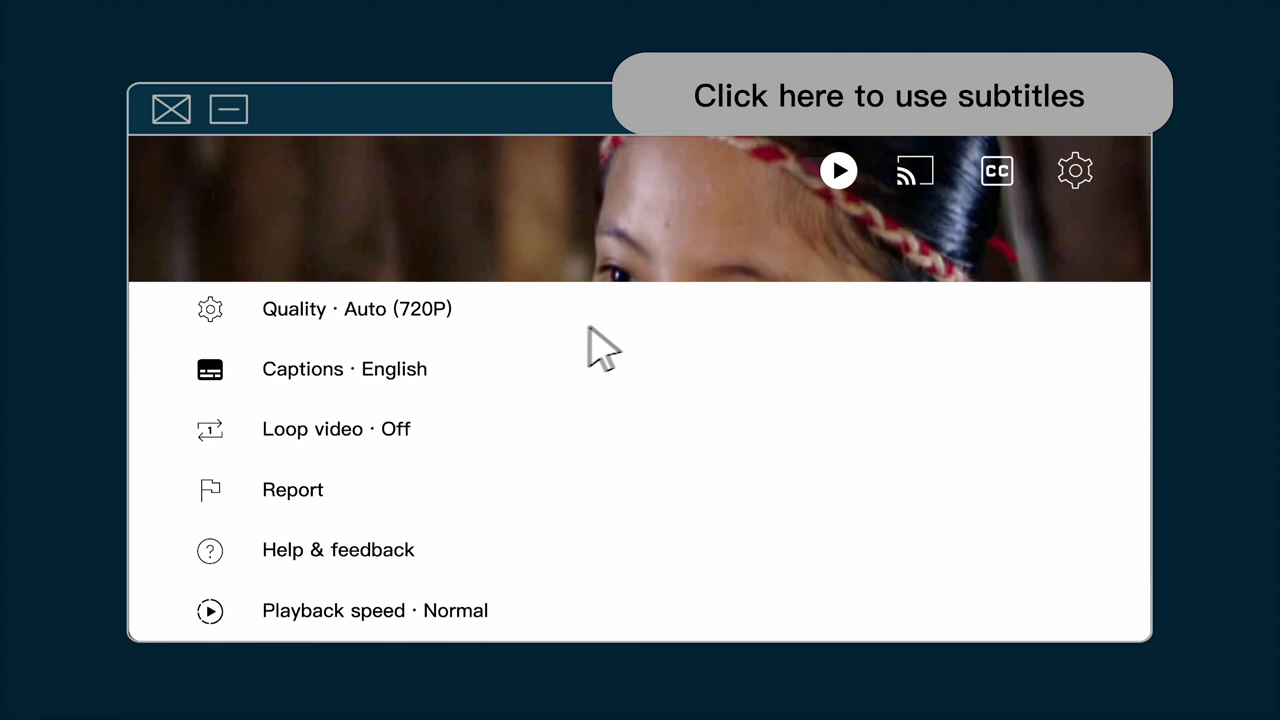 Click here to use subtitles
CC
Quality · Auto (720P)
Captions · English
1
Loop video · Off
Report
?
Help & feedback
Playback speed · Normal